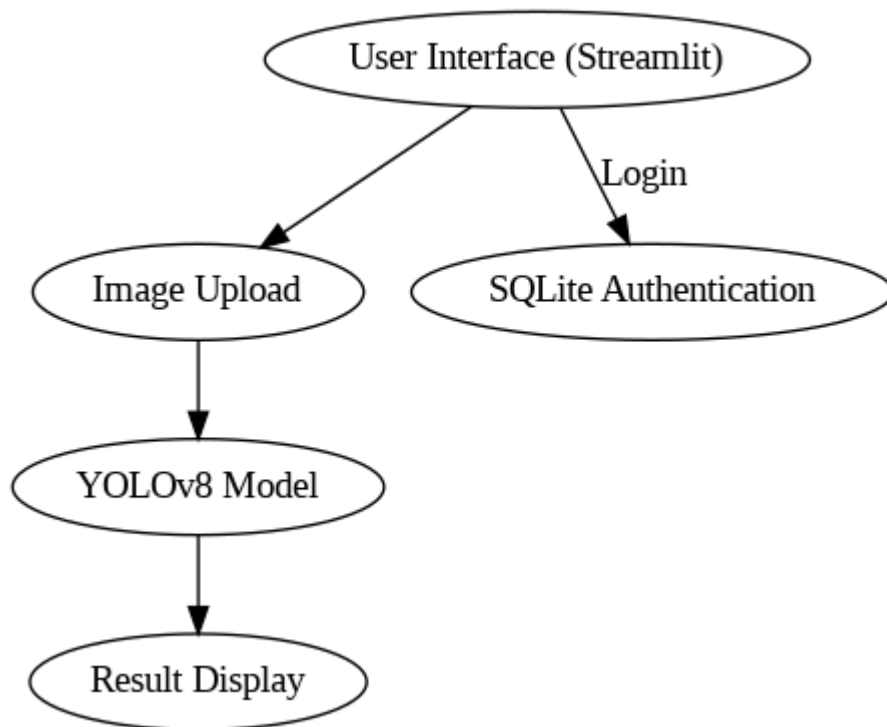 User Interface (Streamlit)
Login
Image Upload
SQLite Authentication
YOLOv8 Model
Result Display